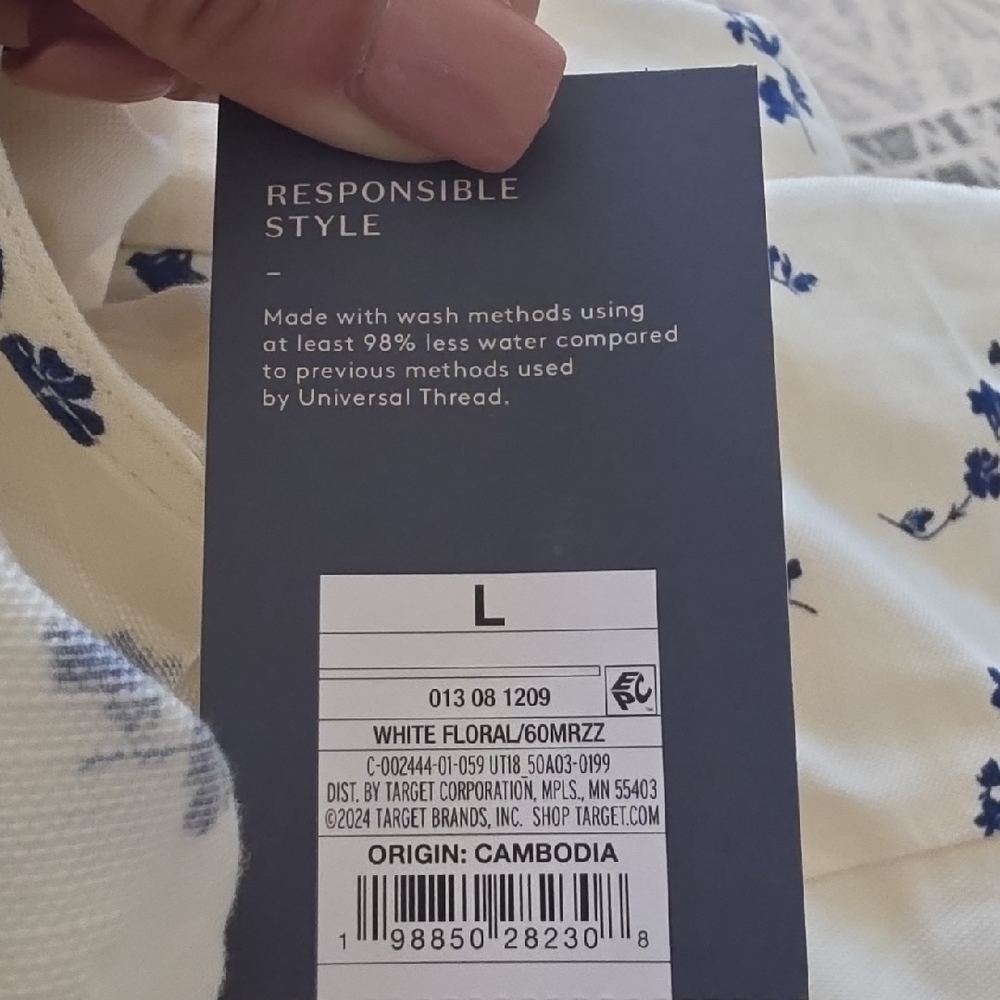 RESPONSIBLE
STYLE
–
Made with wash methods using
at least 98% less water compared
to previous methods used
by Universal Thread.
L
013 08 1209
EPC
WHITE FLORAL/60MRZZ
C-002444-01-059 UT18_50A03-0199
DIST. BY TARGET CORPORATION, MPLS., MN 55403
©2024 TARGET BRANDS, INC. SHOP TARGET.COM
ORIGIN: CAMBODIA
1 98850 28230 8